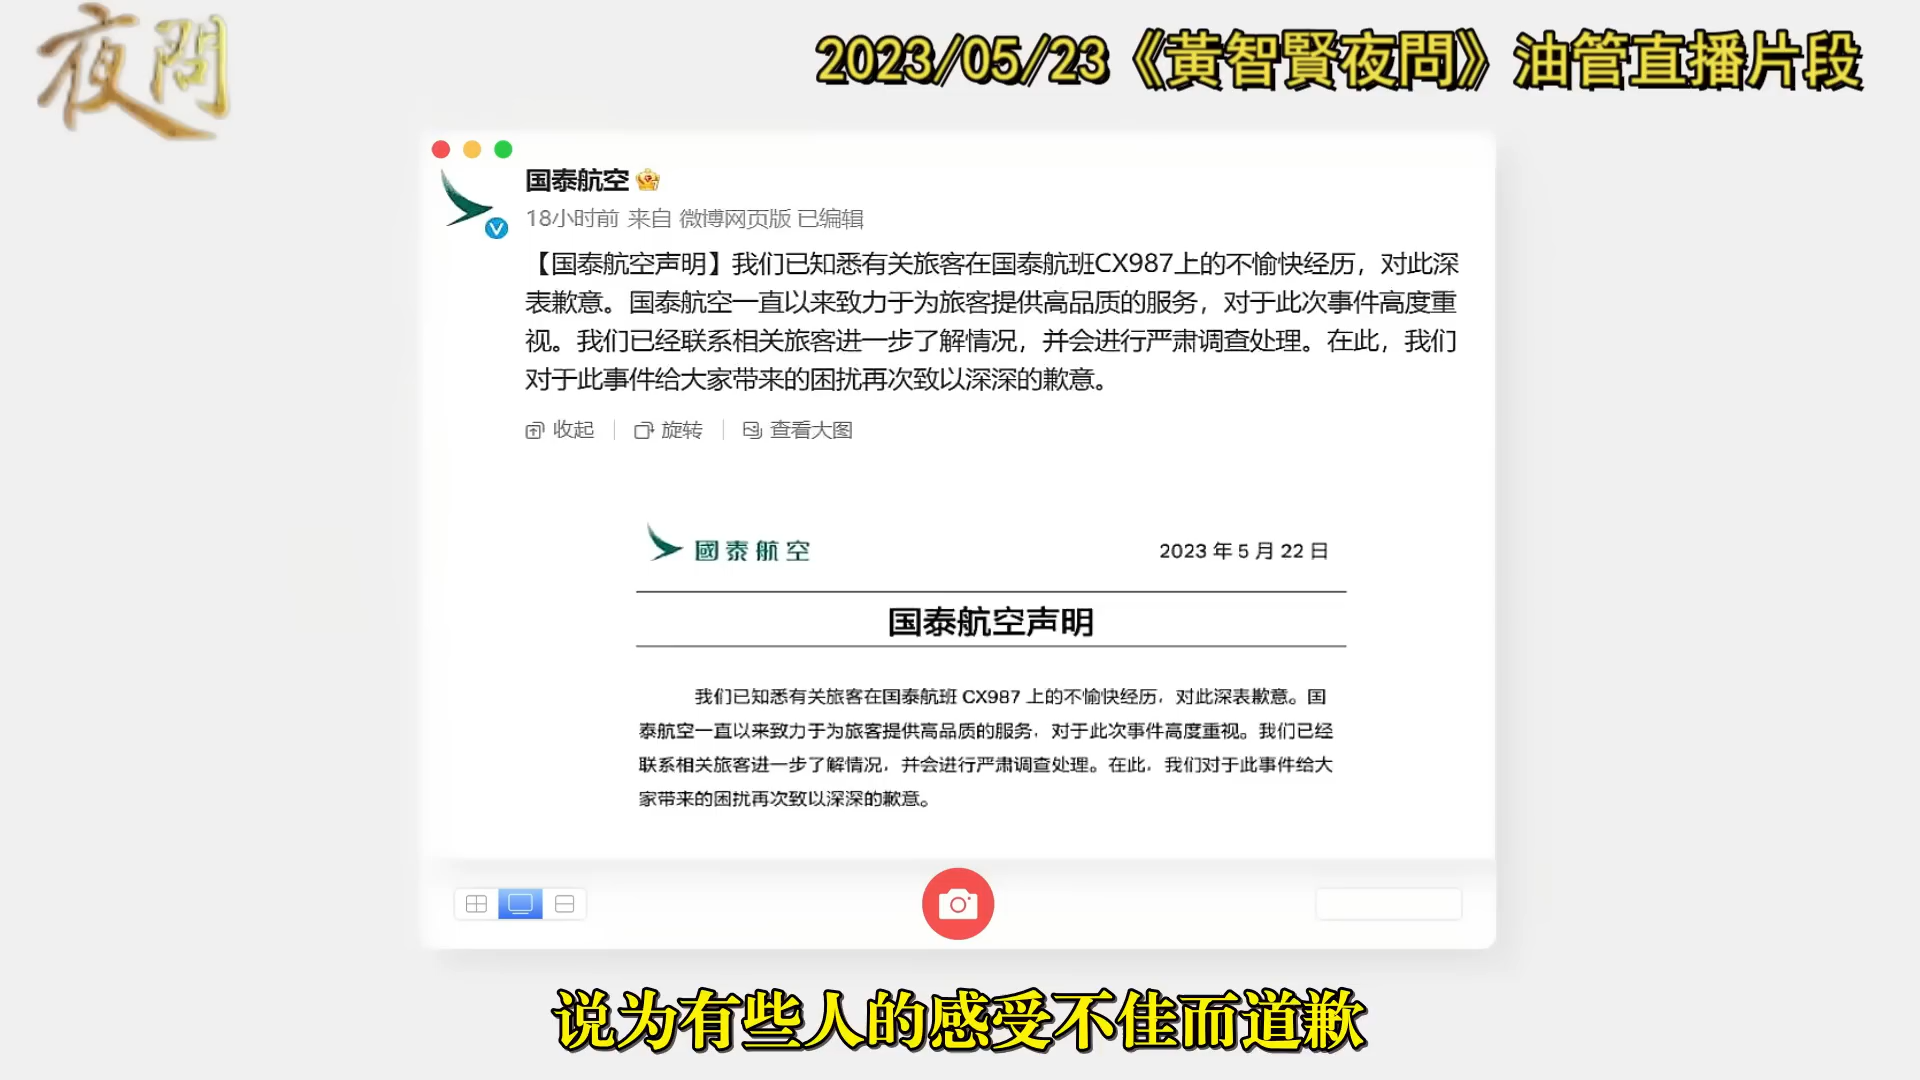 夜問
2023/05/23《黃智賢夜問》油管直播片段
国泰航空
18小时前 来自 微博网页版 已编辑
【国泰航空声明】我们已知悉有关旅客在国泰航班CX987上的不愉快经历，对此深
表歉意。国泰航空一直以来致力于为旅客提供高品质的服务，对于此次事件高度重
视。我们已经联系相关旅客进一步了解情况，并会进行严肃调查处理。在此，我们
对于此事件给大家带来的困扰再次致以深深的歉意。
收起 旋转 查看大图
國泰航空 2023 年 5 月 22 日
国泰航空声明
我们已知悉有关旅客在国泰航班 CX987 上的不愉快经历，对此深表歉意。国
泰航空一直以来致力于为旅客提供高品质的服务，对于此次事件高度重视。我们已经
联系相关旅客进一步了解情况，并会进行严肃调查处理。在此，我们对于此事件给大
家带来的困扰再次致以深深的歉意。
说为有些人的感受不佳而道歉